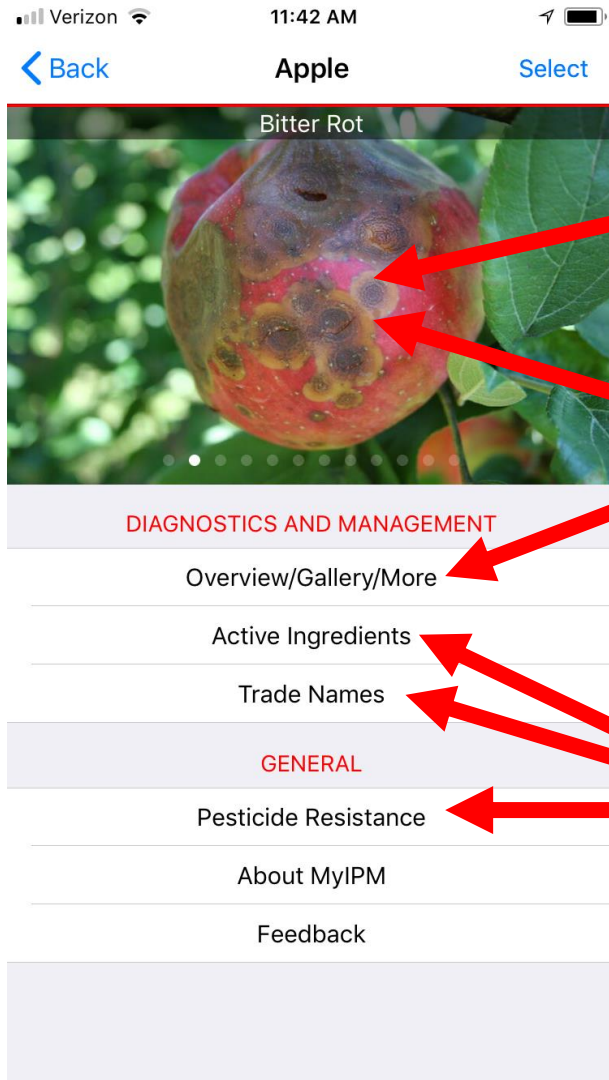 Verizon 11:42 AM
Back Apple Select
Bitter Rot
DIAGNOSTICS AND MANAGEMENT
Overview/Gallery/More
Active Ingredients
Trade Names
GENERAL
Pesticide Resistance
About MyIPM
Feedback